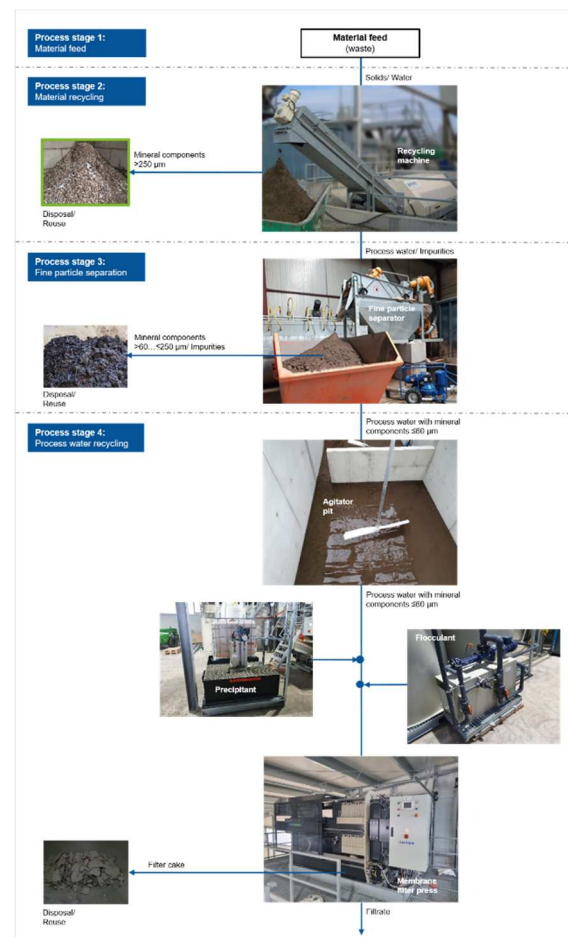 Process stage 1:
Material feed
Material feed
(waste)
Solids/ Water
Process stage 2:
Material recycling
Recycling
machine
Mineral components
>250 μm
Disposal/
Reuse
Process water/ Impurities
Process stage 3:
Fine particle separation
Fine particle
separator
Mineral components
>60…≤250 μm/ Impurities
Disposal/
Reuse
Process water with mineral
components ≤60 μm
Process stage 4:
Process water recycling
Agitator
pit
Process water with mineral
components ≤60 μm
Precipitant
Flocculant
Membrane
filter press
Filter cake
Disposal/
Reuse
Filtrate